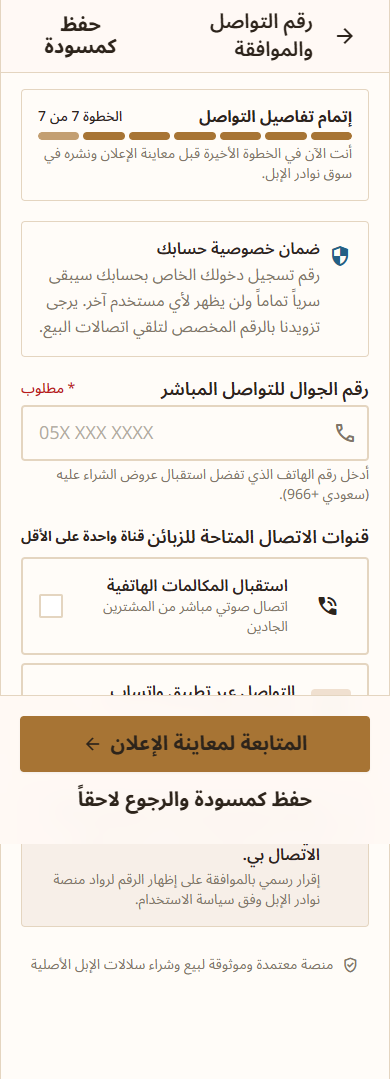 رقم التواصل
والموافقة
حفظ
كمسودة
إتمام تفاصيل التواصل
الخطوة 7 من 7
أنت الآن في الخطوة الأخيرة قبل معاينة الإعلان ونشره في
سوق نوادر الإبل.
ضمان خصوصية حسابك
رقم تسجيل دخولك الخاص بحسابك سيبقى
سرياً تماماً ولن يظهر لأي مستخدم آخر. يرجى
تزويدنا بالرقم المخصص لتلقي اتصالات البيع.
رقم الجوال للتواصل المباشر
* مطلوب
05X XXX XXXX
أدخل رقم الهاتف الذي تفضل استقبال عروض الشراء عليه
(سعودي +966).
قنوات الاتصال المتاحة للزبائن
قناة واحدة على الأقل
استقبال المكالمات الهاتفية
اتصال صوتي مباشر من المشترين
الجادين
التواصل عبر تطبيق واتساب
المتابعة لمعاينة الإعلان ←
حفظ كمسودة والرجوع لاحقاً
الاتصال بي.
إقرار رسمي بالموافقة على إظهار الرقم لرواد منصة
نوادر الإبل وفق سياسة الاستخدام.
منصة معتمدة وموثوقة لبيع وشراء سلالات الإبل الأصلية